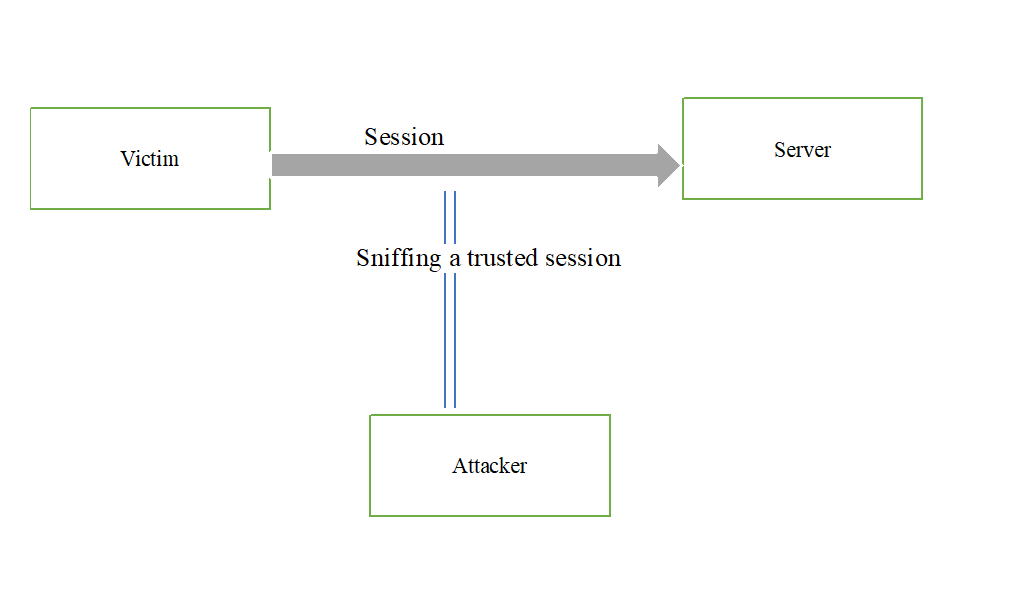 Session
Victim
Server
Sniffing a trusted session
Attacker